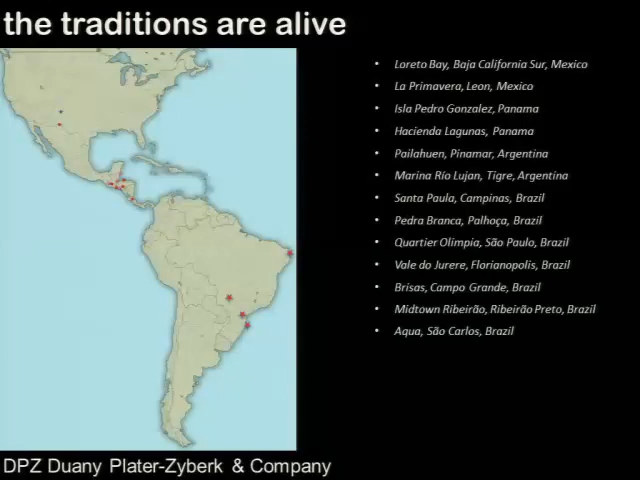 the traditions are alive
• Loreto Bay, Baja California Sur, Mexico
• La Primavera, Leon, Mexico
• Isla Pedro Gonzalez, Panama
• Hacienda Lagunas, Panama
• Pailahuen, Pinamar, Argentina
• Marina Río Lujan, Tigre, Argentina
• Santa Paula, Campinas, Brazil
• Pedra Branca, Palhoça, Brazil
• Quartier Olimpia, São Paulo, Brazil
• Vale do Jurere, Florianopolis, Brazil
• Brisas, Campo Grande, Brazil
• Midtown Ribeirão, Ribeirão Preto, Brazil
• Aqua, São Carlos, Brazil
DPZ Duany Plater-Zyberk & Company